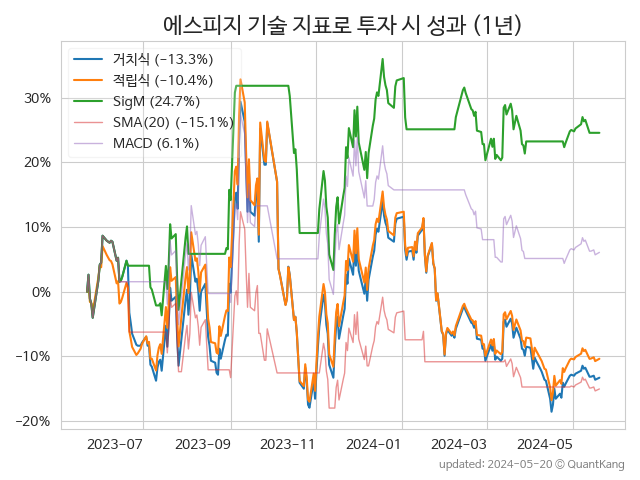 에스피지 기술 지표로 투자 시 성과 (1년)
거치식 (−13.3%)
적립식 (−10.4%)
SigM (24.7%)
SMA(20) (−15.1%)
MACD (6.1%)
30%
20%
10%
0%
−10%
−20%
2023−07 2023−09 2023−11 2024−01 2024−03 2024−05
updated: 2024−05−20 © QuantKang